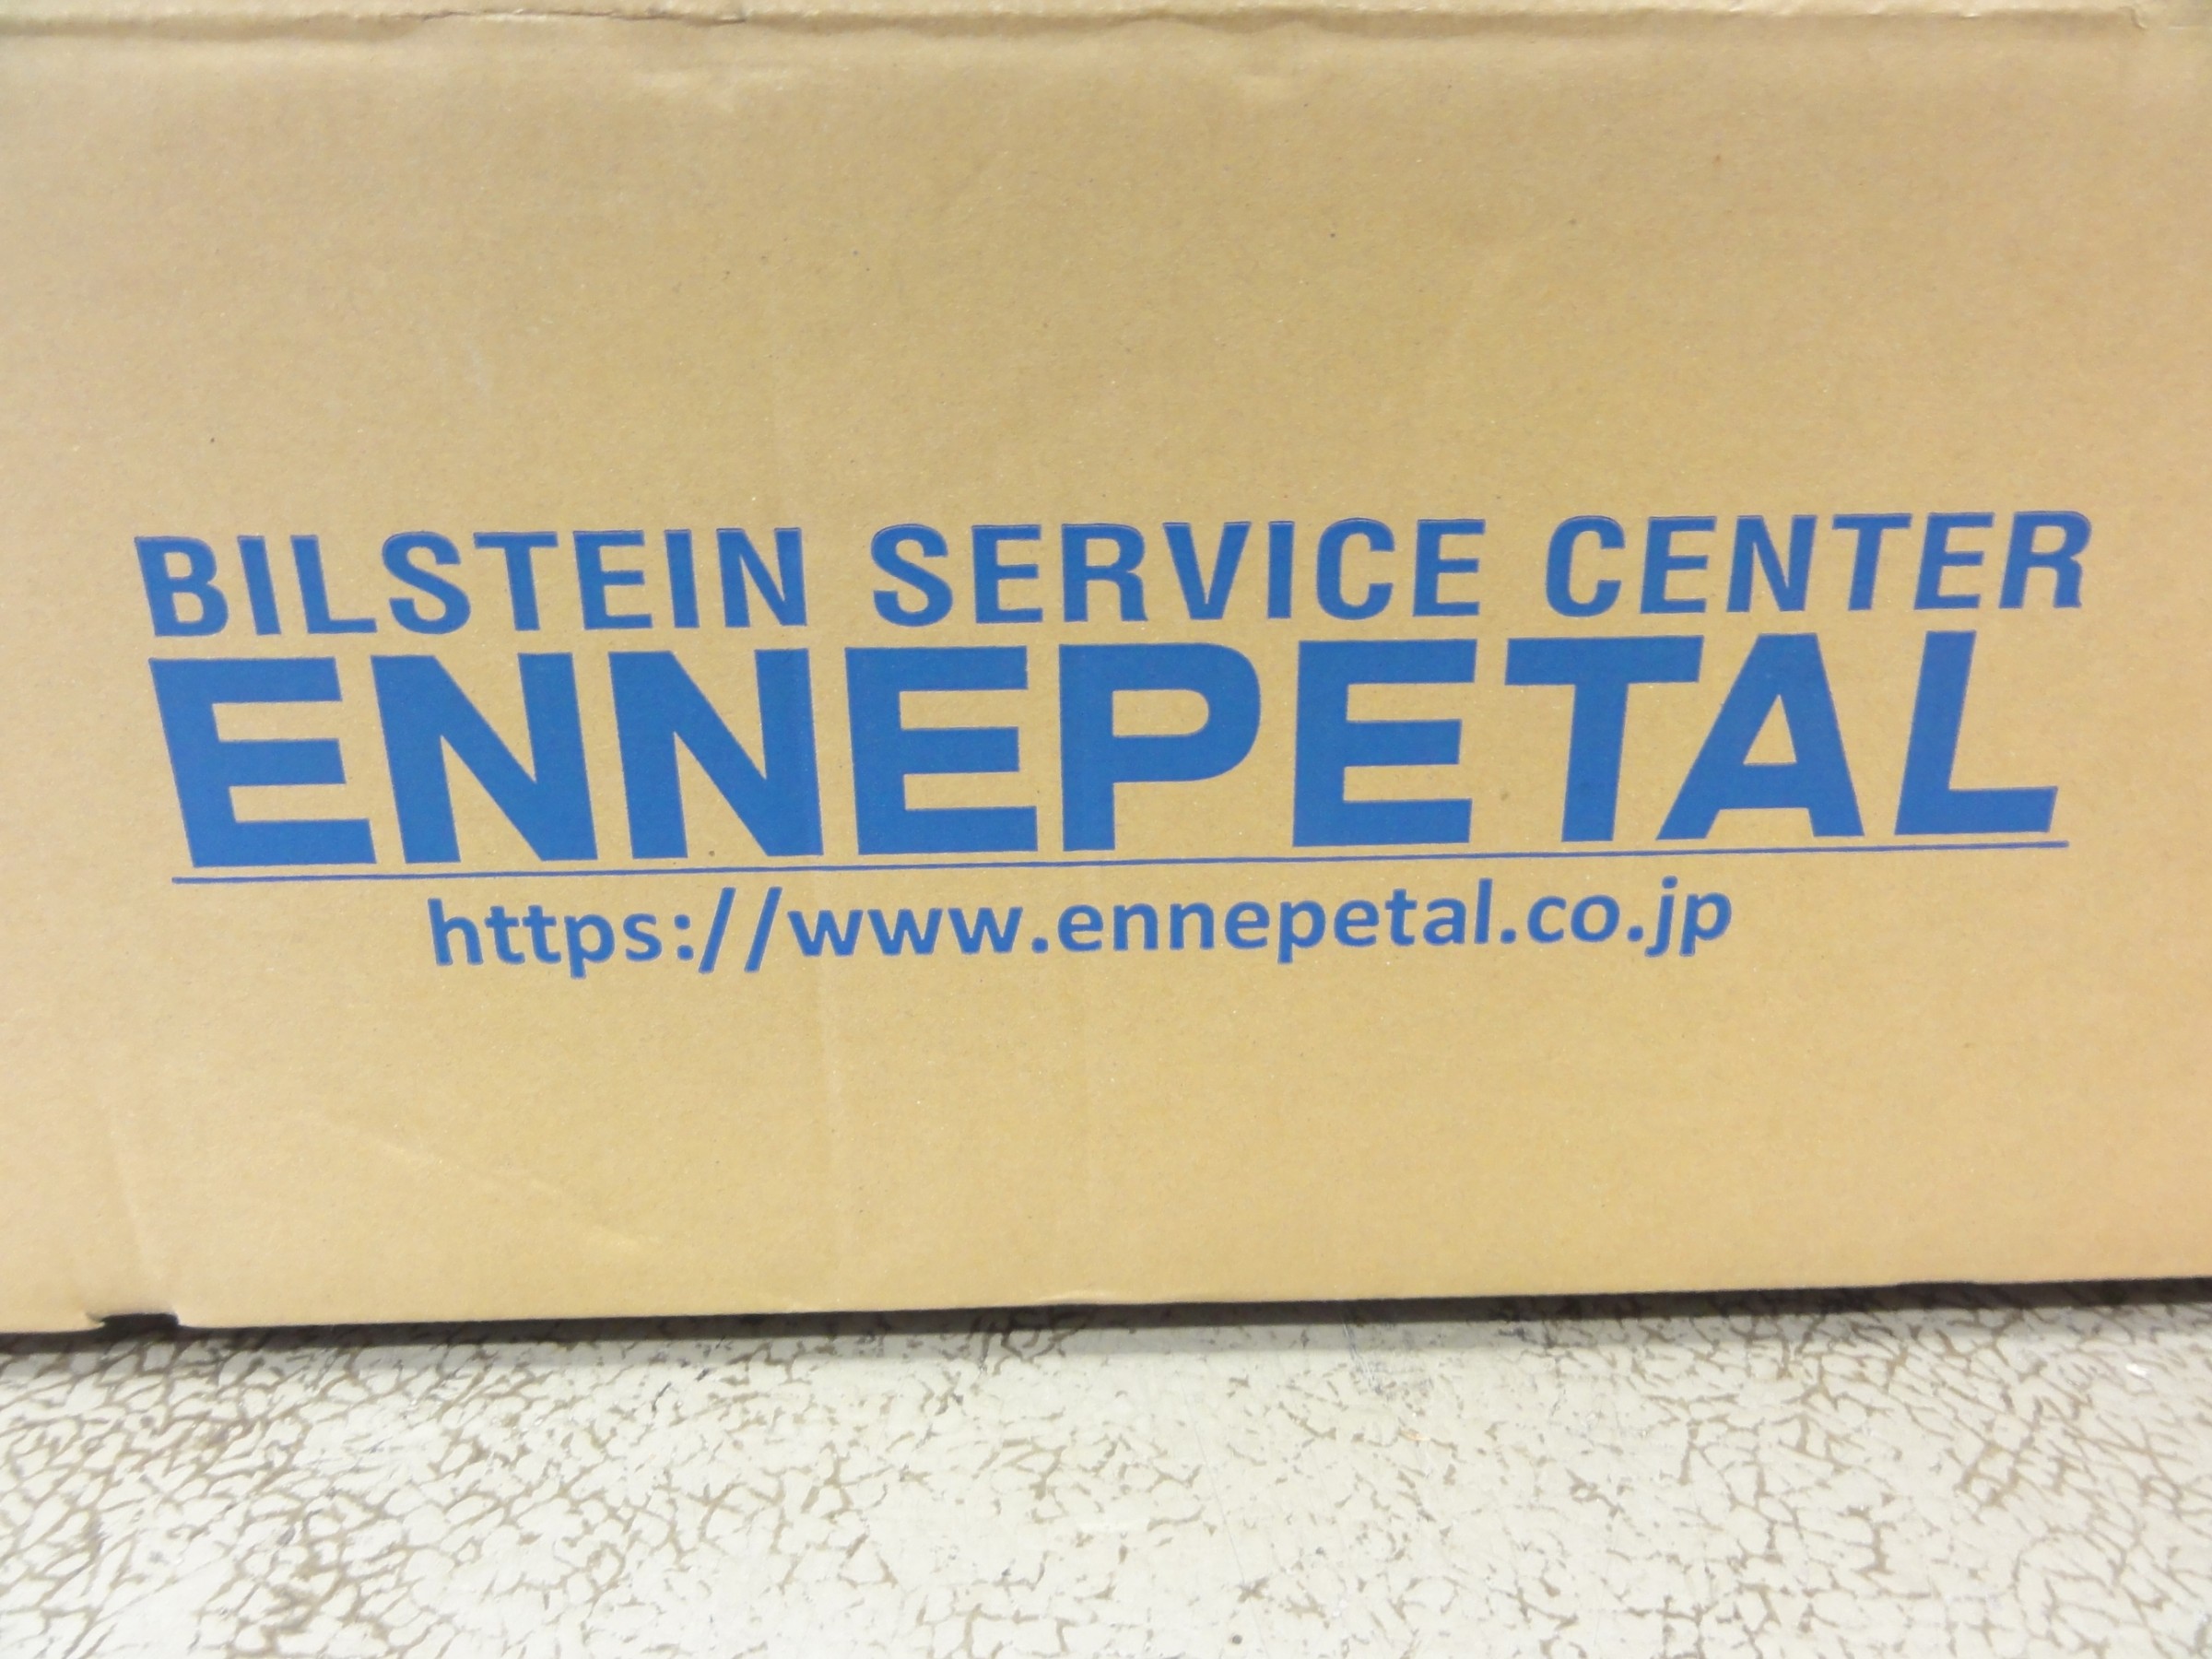 BILSTEIN SERVICE CENTER
ENNEPETAL
https://www.ennepetal.co.jp